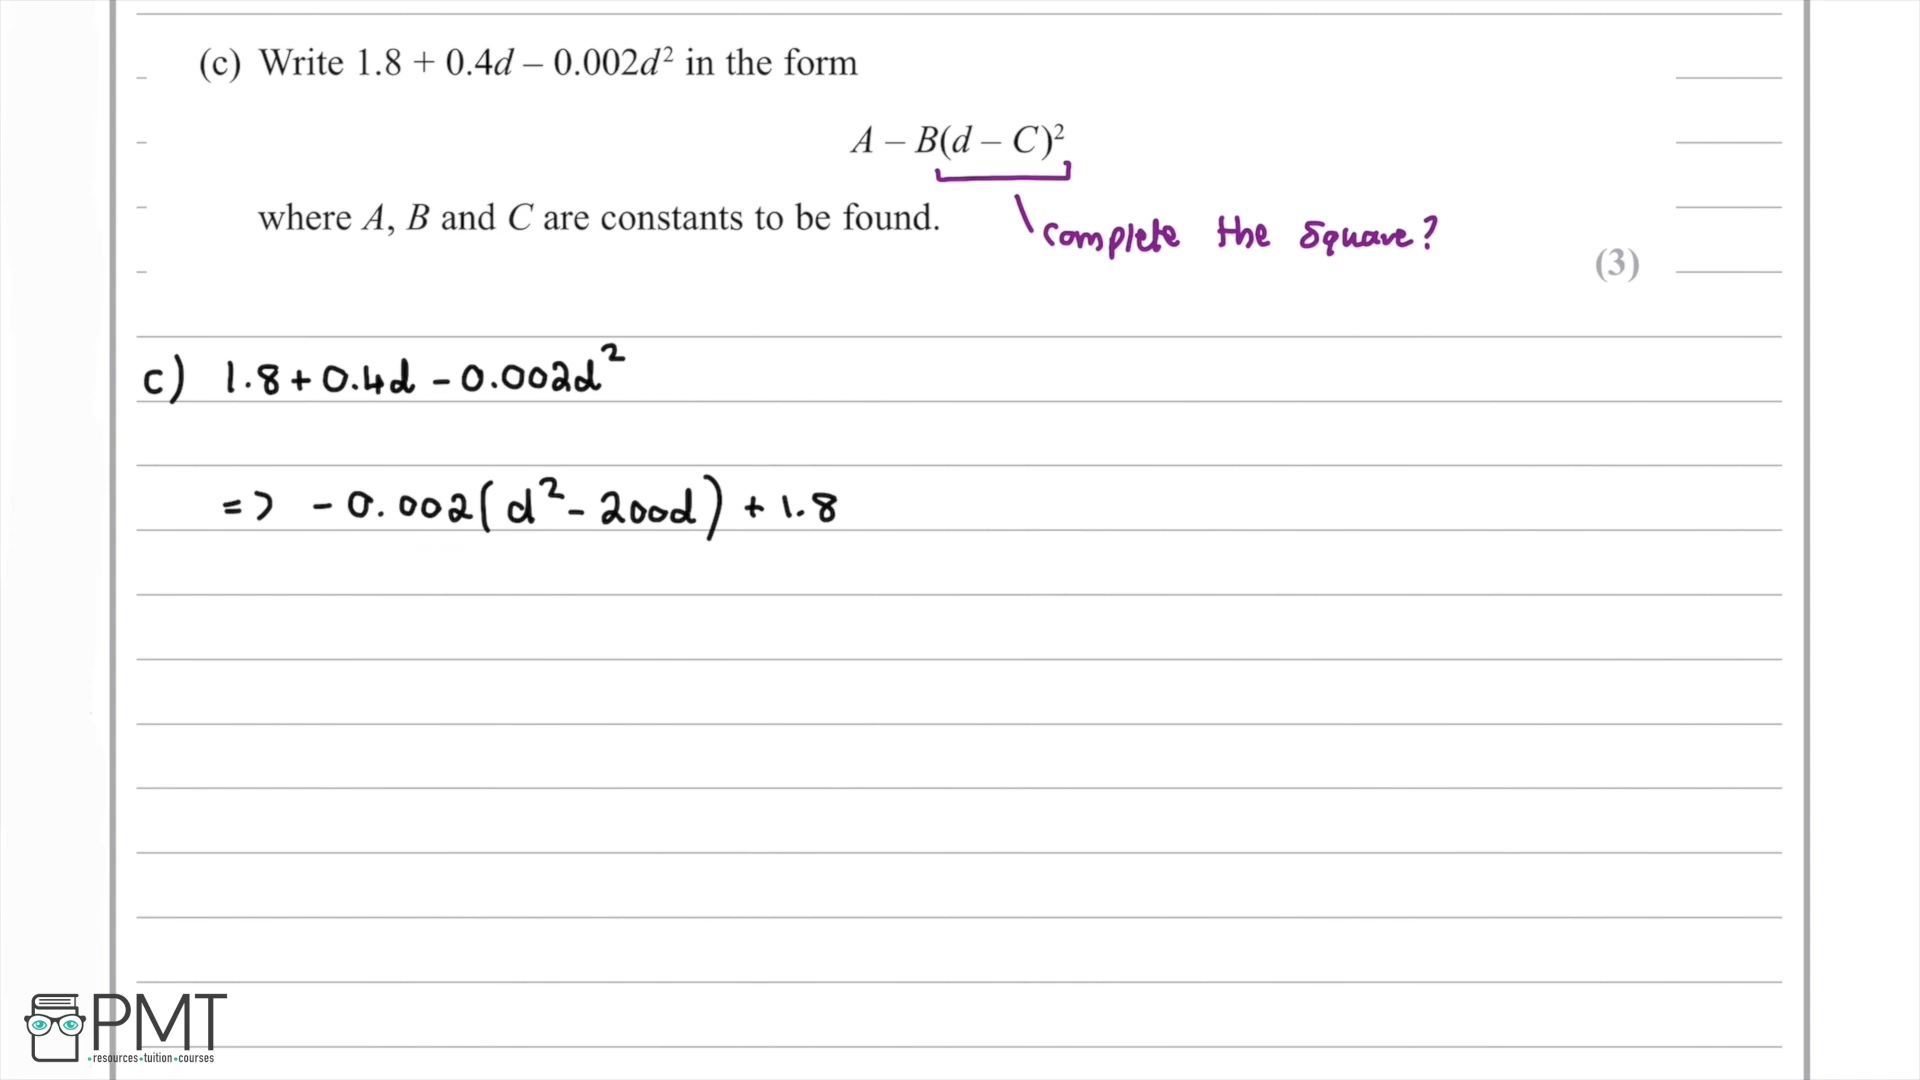 (c) Write 1.8 + 0.4d – 0.002d² in the form
A – B(d – C)²
where A, B and C are constants to be found.
complete the square?
(3)
c) 1.8 + 0.4d - 0.002d²
=> - 0.002(d² - 200d) + 1.8
PMT
•resources•tuition•courses